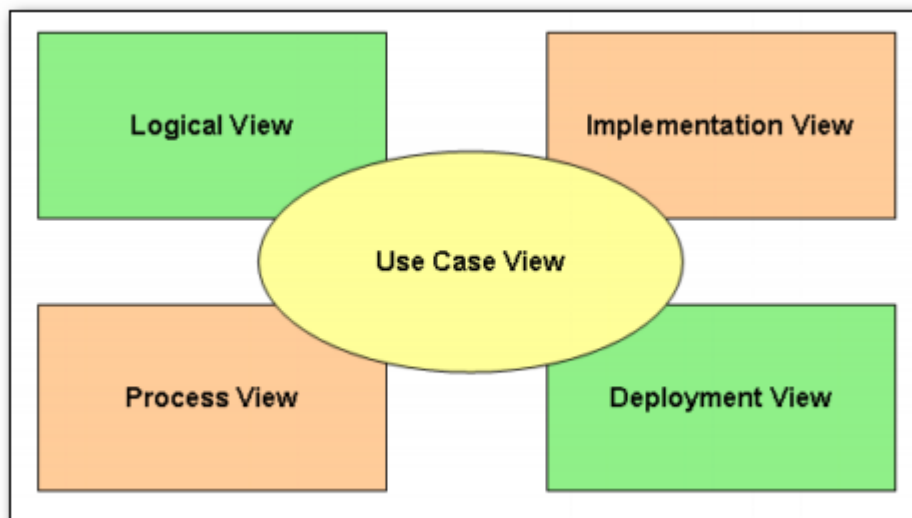 Logical View
Implementation View
Use Case View
Process View
Deployment View